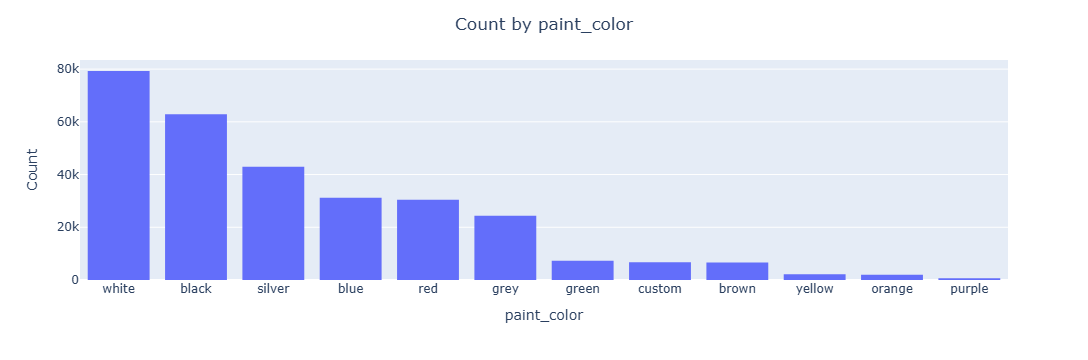 Count by paint_color
Count
80k
60k
40k
20k
0
white black silver blue red grey green custom brown yellow orange purple
paint_color